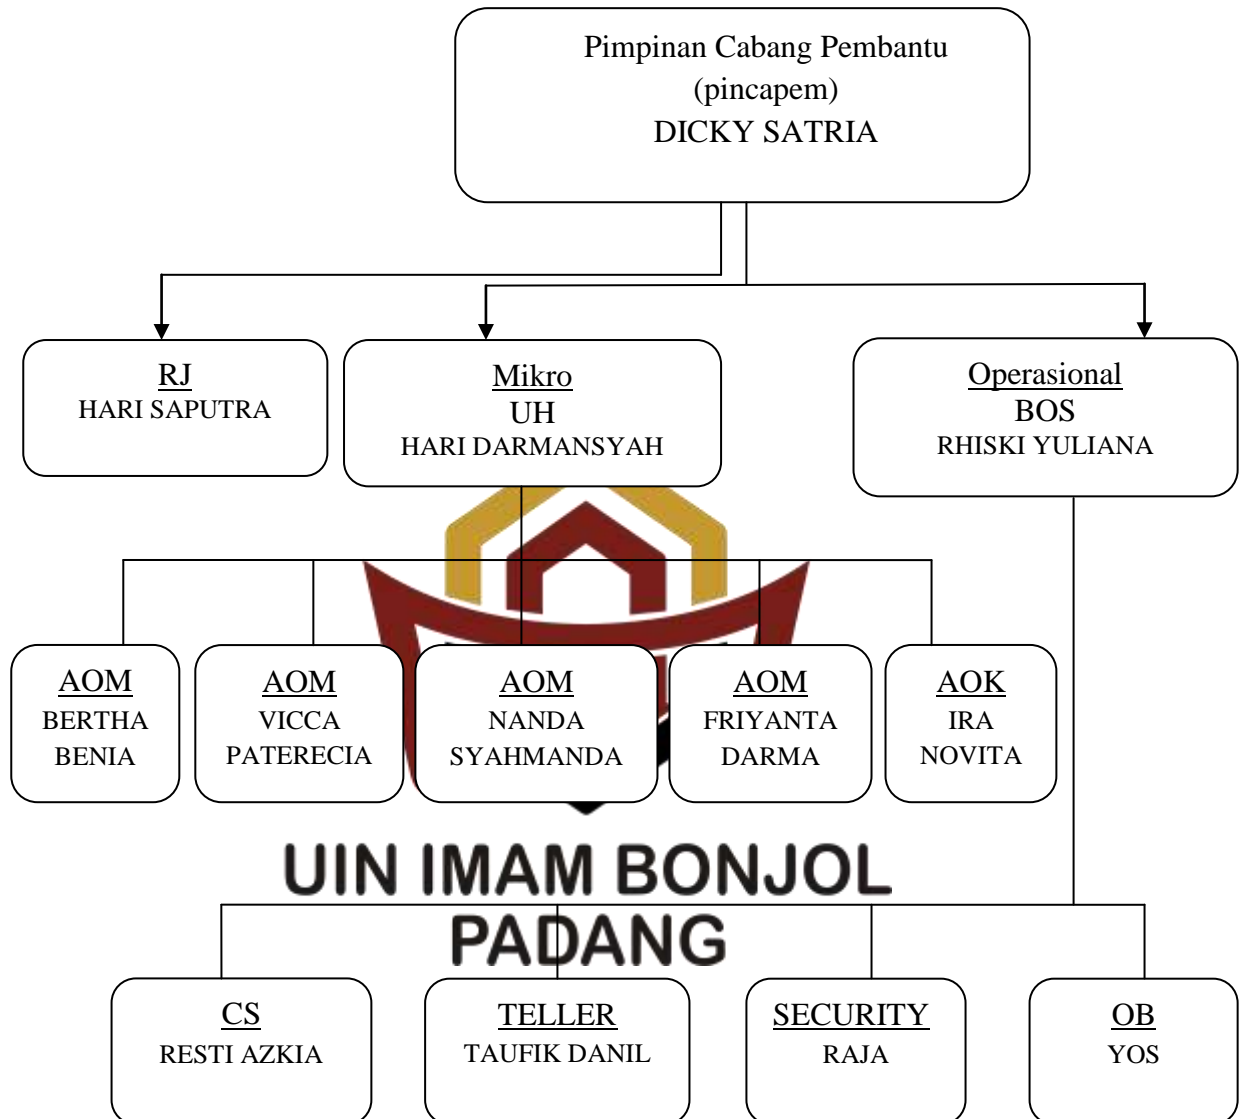 Pimpinan Cabang Pembantu
(pincapem)
DICKY SATRIA
RJ
HARI SAPUTRA
Mikro
UH
HARI DARMANSYAH
Operasional
BOS
RHISKI YULIANA
AOM
BERTHA
BENIA
AOM
VICCA
PATERECIA
AOM
NANDA
SYAHMANDA
AOM
FRIYANTA
DARMA
AOK
IRA
NOVITA
UIN IMAM BONJOL
PADANG
CS
RESTI AZKIA
TELLER
TAUFIK DANIL
SECURITY
RAJA
OB
YOS